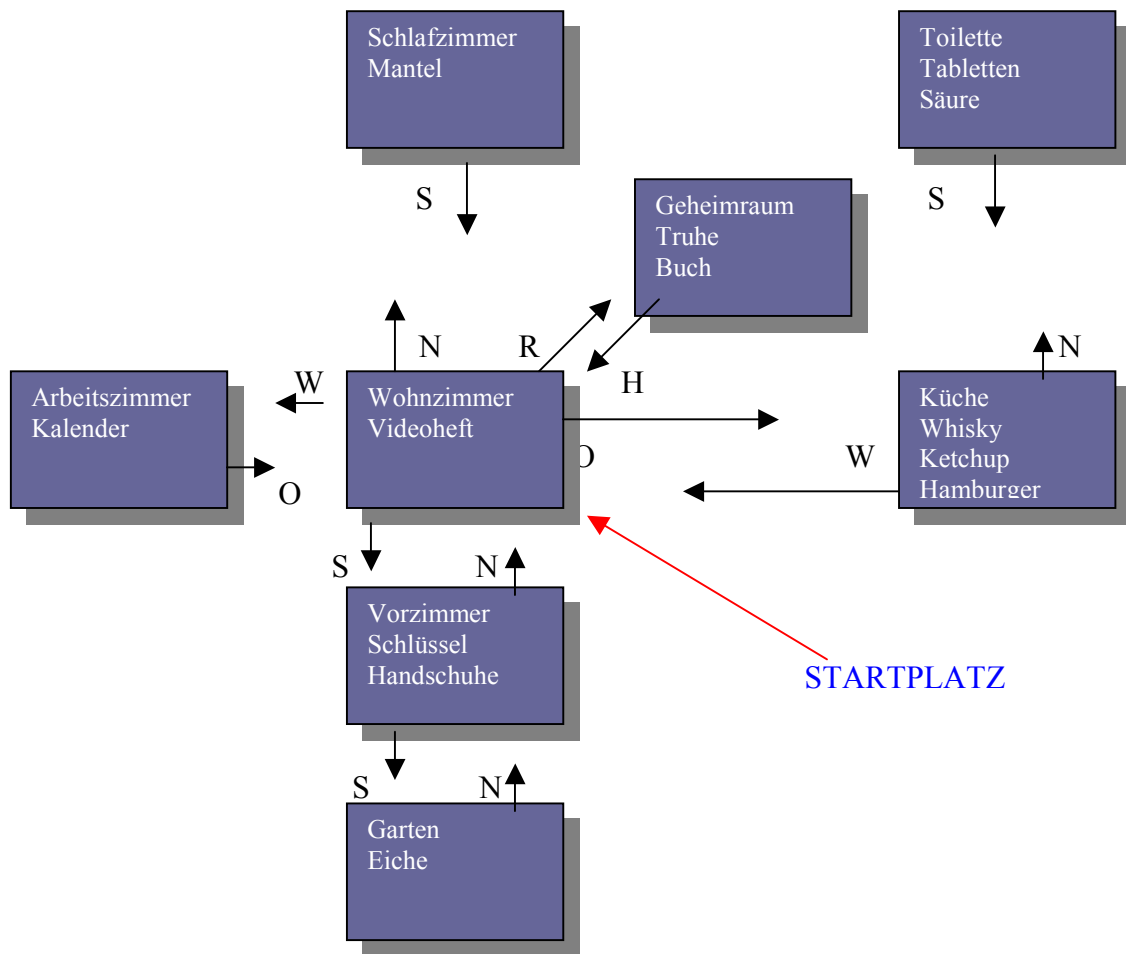 Schlafzimmer
Mantel
Toilette
Tabletten
Säure
S
S
Geheimraum
Truhe
Buch
N
R
H
N
W
Arbeitszimmer
Kalender
O
Wohnzimmer
Videoheft
O
W
Küche
Whisky
Ketchup
Hamburger
S
N
Vorzimmer
Schlüssel
Handschuhe
STARTPLATZ
S
N
Garten
Eiche